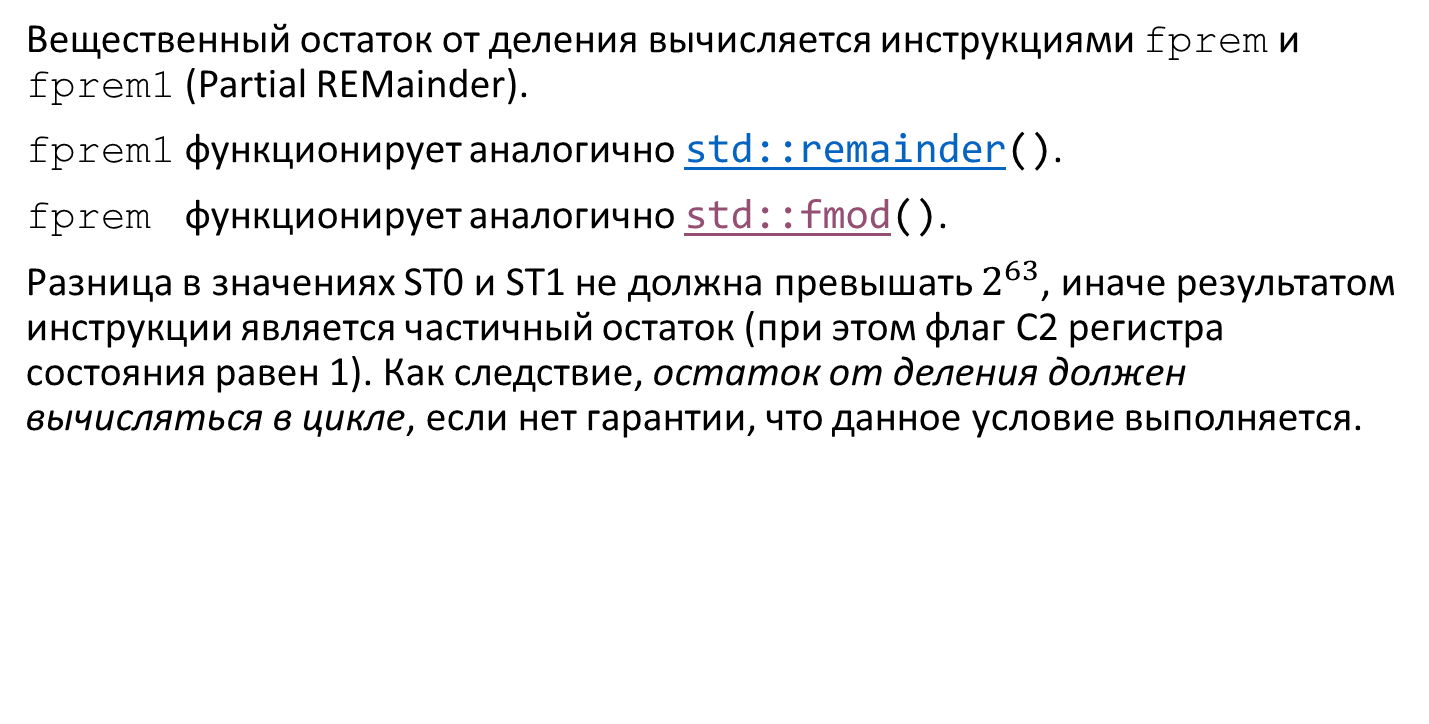 Вещественный остаток от деления вычисляется инструкциями fprem и
fprem1 (Partial REMainder).
fprem1 функционирует аналогично std::remainder().
fprem функционирует аналогично std::fmod().
Разница в значениях ST0 и ST1 не должна превышать 2⁶³, иначе результатом
инструкции является частичный остаток (при этом флаг C2 регистра
состояния равен 1). Как следствие, остаток от деления должен
вычисляться в цикле, если нет гарантии, что данное условие выполняется.